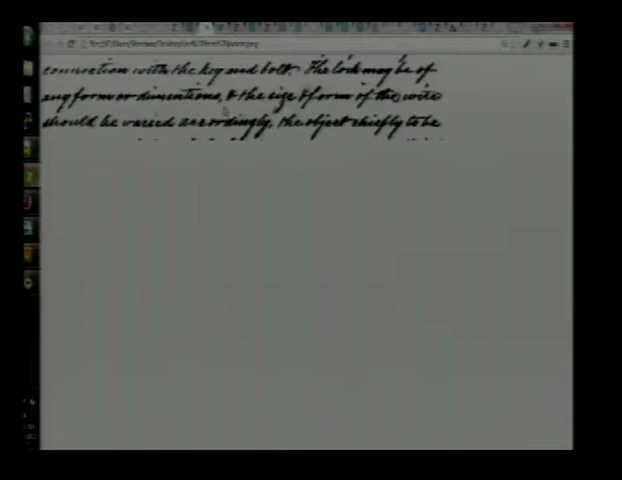 connection with the key and bolt. The lock may be of
any form or dimentions, & the size & form of the wire
should be varied accordingly, the object chiefly to be